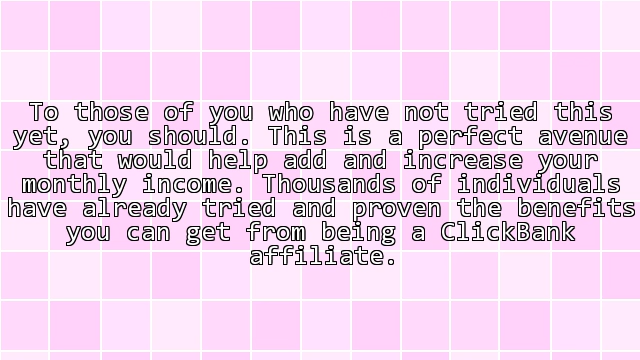 To those of you who have not tried this
yet, you should. This is a perfect avenue
that would help add and increase your
monthly income. Thousands of individuals
have already tried and proven the benefits
you can get from being a ClickBank
affiliate.